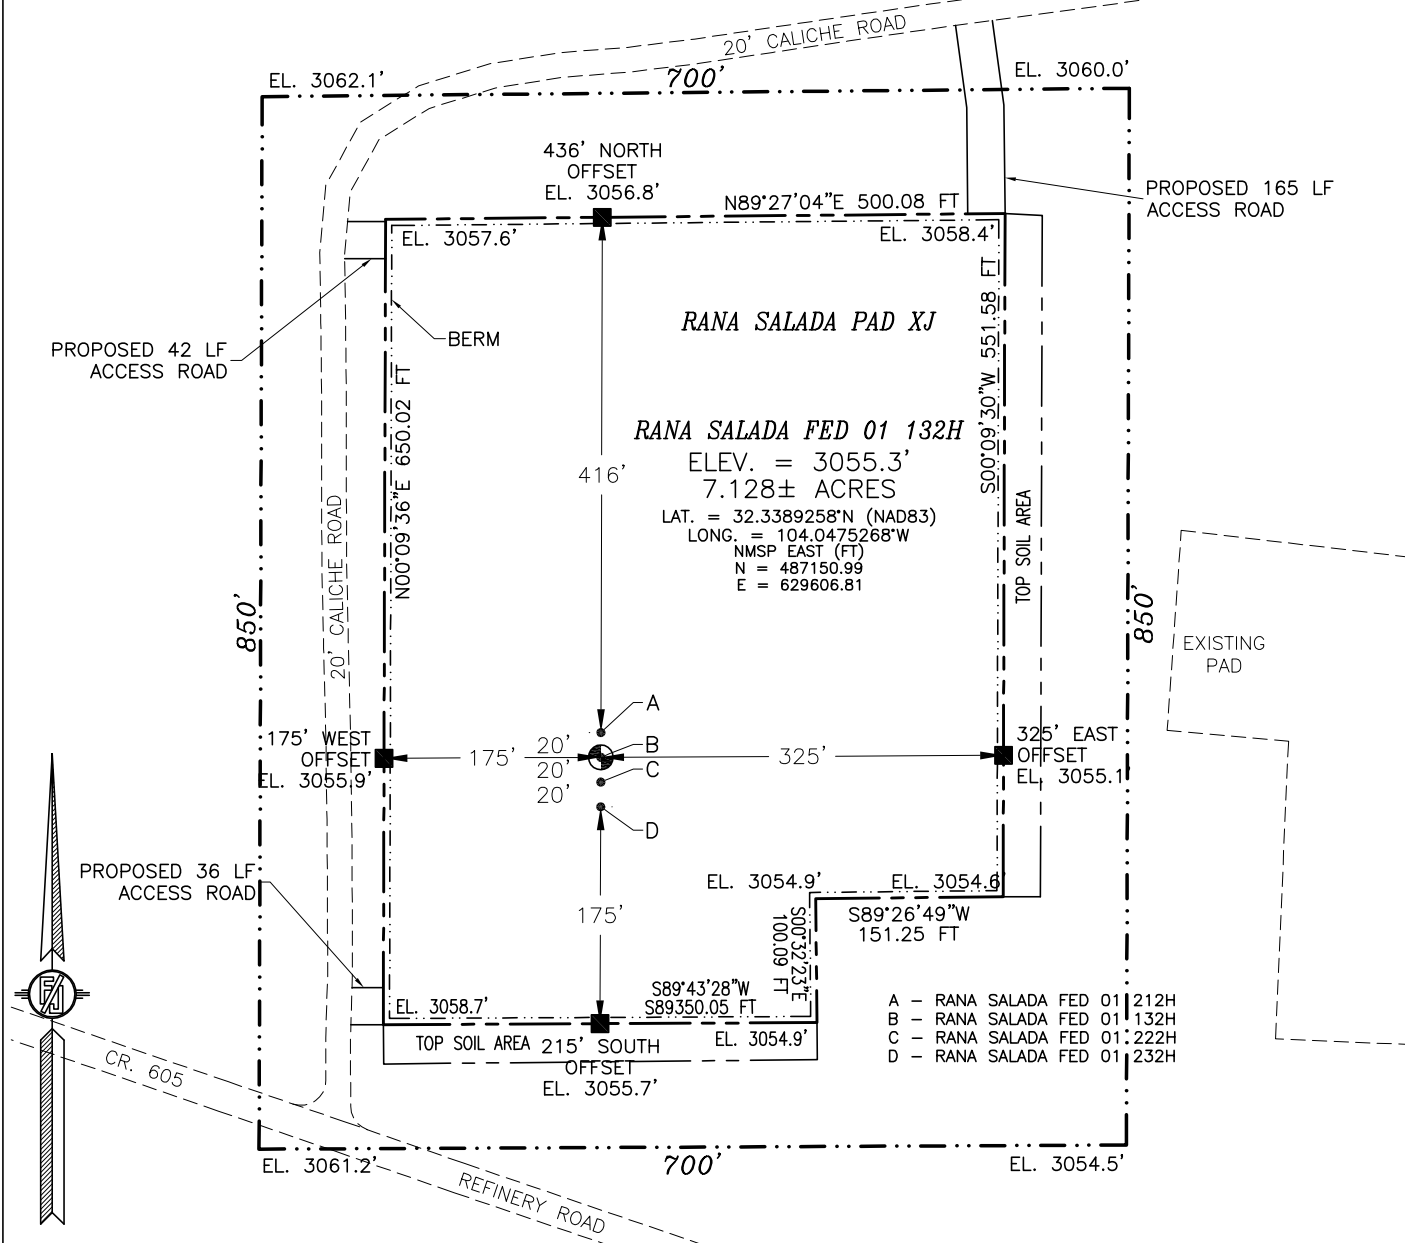 20' CALICHE ROAD
EL. 3062.1'
700'
EL. 3060.0'
436' NORTH
OFFSET
EL. 3056.8'
N89°27'04"E 500.08 FT
PROPOSED 165 LF
ACCESS ROAD
EL. 3057.6'
EL. 3058.4'
BERM
PROPOSED 42 LF
ACCESS ROAD
RANA SALADA PAD XJ
S00°09'30"W 551.58 FT
N00°09'36"E 650.02 FT
RANA SALADA FED 01 132H
ELEV. = 3055.3'
7.128± ACRES
LAT. = 32.3389258°N (NAD83)
LONG. = 104.0475268°W
NMSP EAST (FT)
N = 487150.99
E = 629606.81
416'
20' CALICHE ROAD
TOP SOIL AREA
850'
850'
EXISTING
PAD
A
B
C
D
20'
20'
20'
175' WEST
OFFSET
EL. 3055.9'
175'
325'
325' EAST
OFFSET
EL. 3055.1'
PROPOSED 36 LF
ACCESS ROAD
175'
EL. 3054.9'
EL. 3054.6'
S89°26'49"W
151.25 FT
S00°32'23"E
100.09 FT
S89°43'28"W
S89350.05 FT
EL. 3058.7'
EL. 3054.9'
TOP SOIL AREA
215' SOUTH
OFFSET
EL. 3055.7'
A - RANA SALADA FED 01 212H
B - RANA SALADA FED 01 132H
C - RANA SALADA FED 01 222H
D - RANA SALADA FED 01 232H
CR. 605
REFINERY ROAD
EL. 3061.2'
700'
EL. 3054.5'